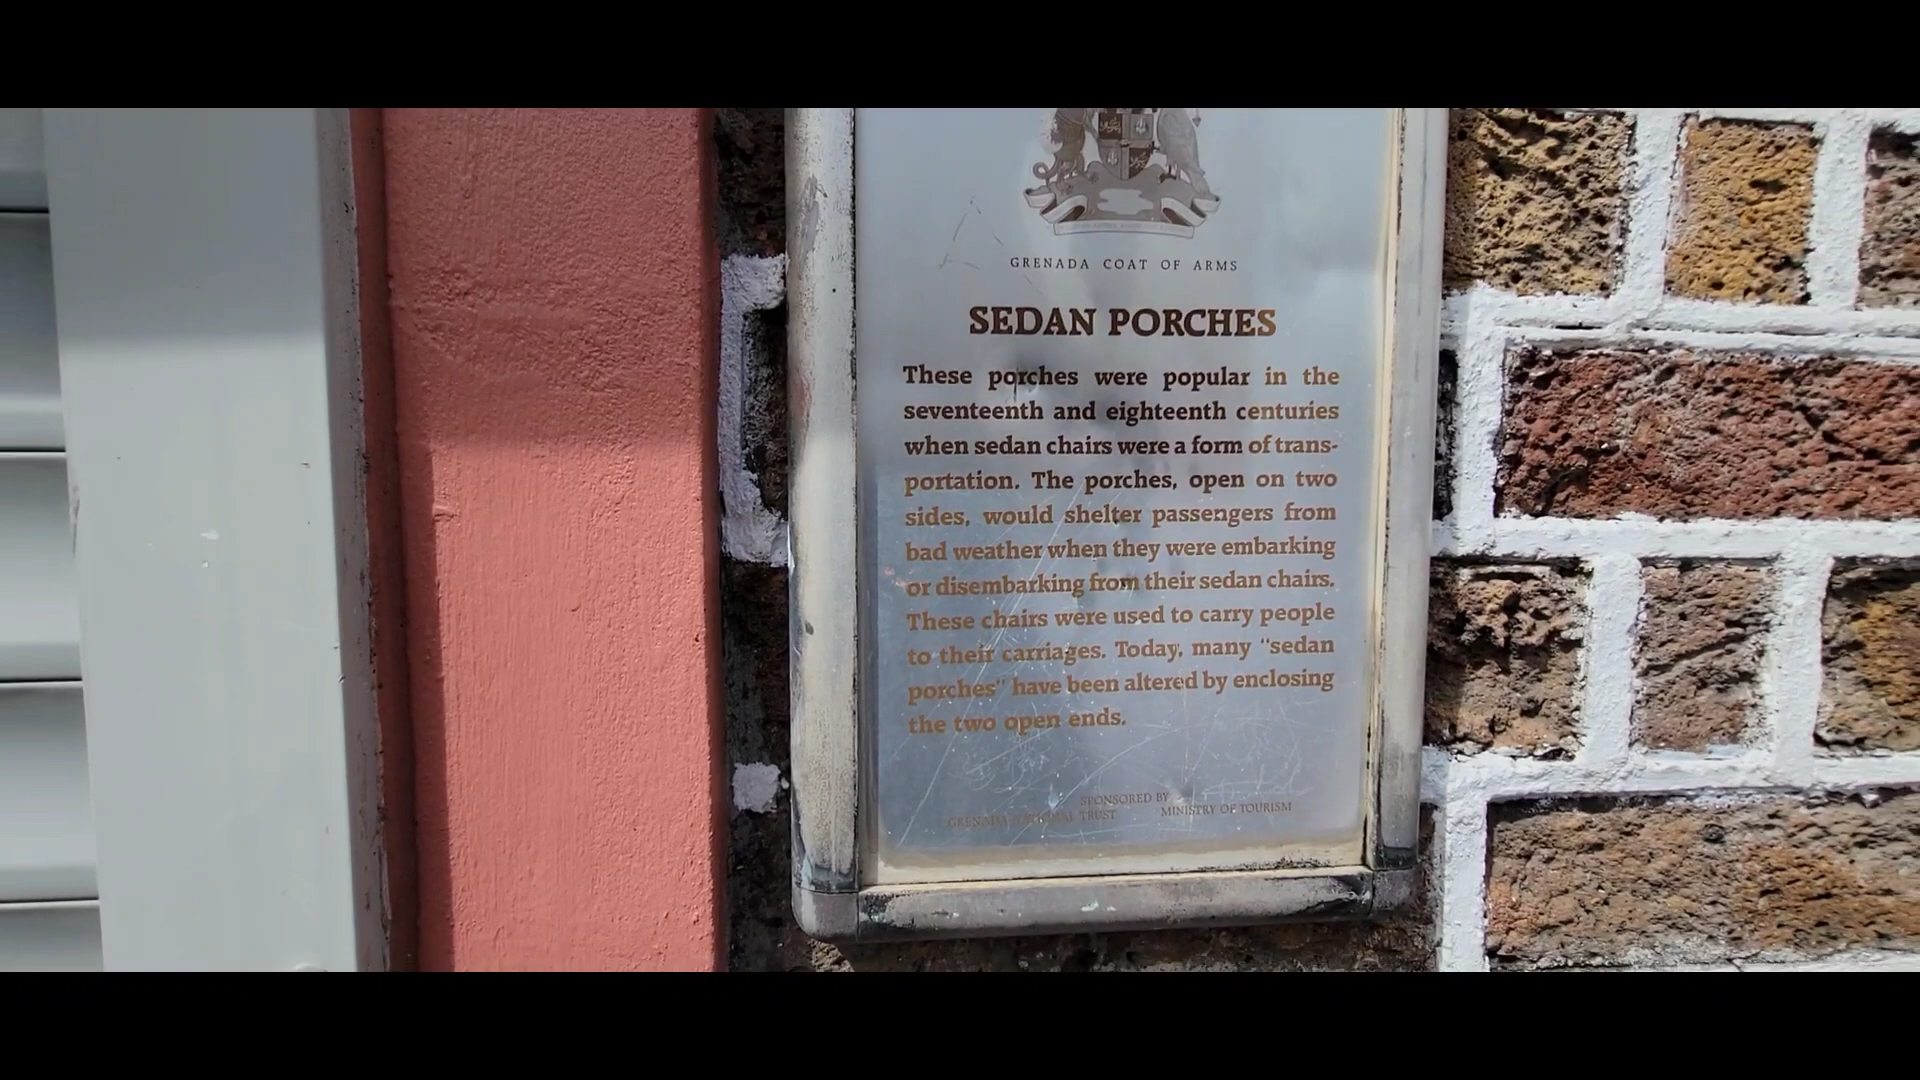 GRENADA COAT OF ARMS
SEDAN PORCHES
These porches were popular in the
seventeenth and eighteenth centuries
when sedan chairs were a form of trans-
portation. The porches, open on two
sides, would shelter passengers from
bad weather when they were embarking
or disembarking from their sedan chairs.
These chairs were used to carry people
to their carriages. Today, many "sedan
porches" have been altered by enclosing
the two open ends.
SPONSORED BY
GRENADA NATIONAL TRUST MINISTRY OF TOURISM